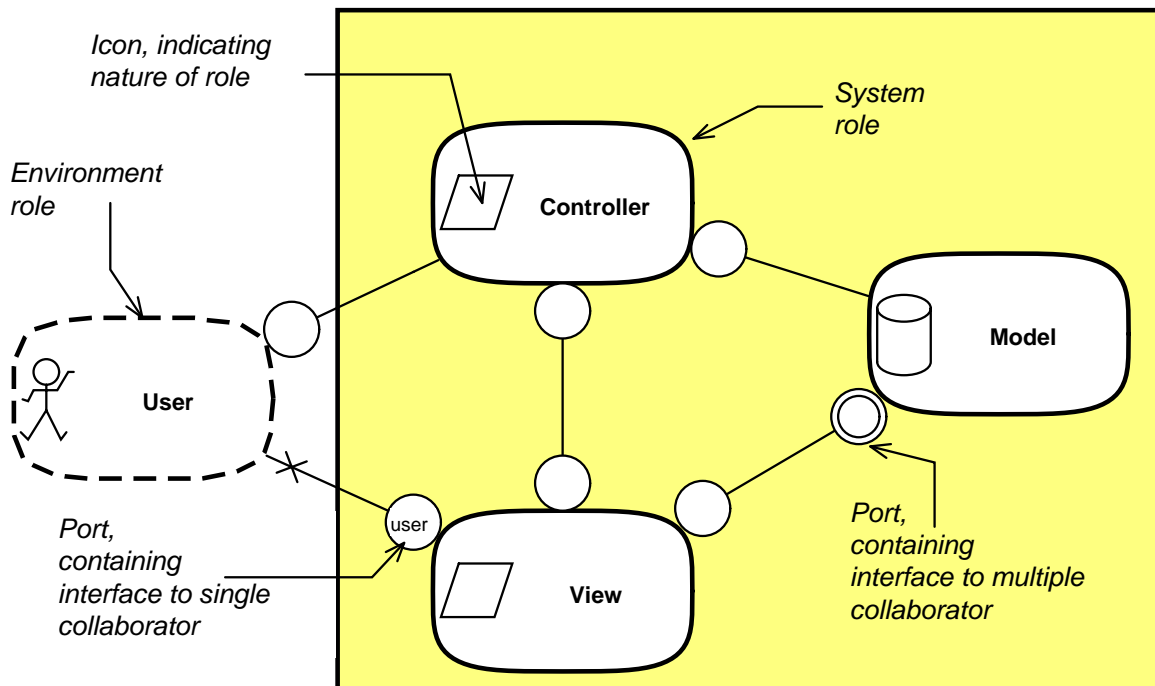 Icon, indicating
nature of role
System
role
Environment
role
Controller
Model
User
user
Port,
containing
interface to single
collaborator
Port,
containing
interface to multiple
collaborator
View